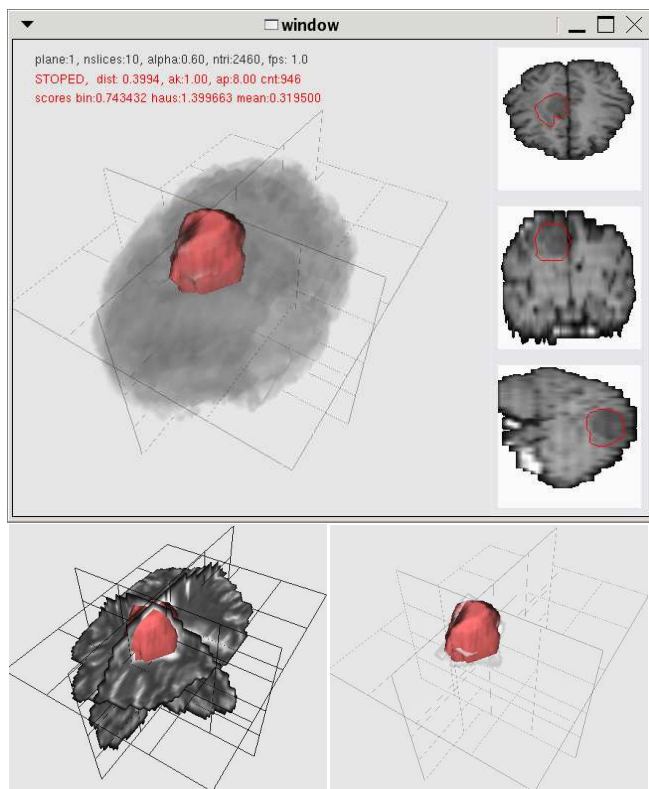 window
plane:1, nslices:10, alpha:0.60, ntri:2460, fps: 1.0
STOPED, dist: 0.3994, ak:1.00, ap:8.00 cnt:946
scores bin:0.743432 haus:1.399663 mean:0.319500